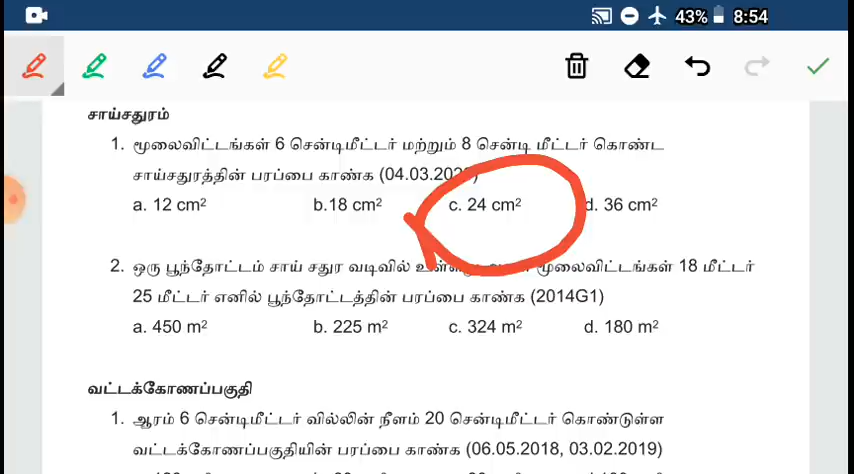 43% 8:54
சாய்சதுரம்
1. மூலைவிட்டங்கள் 6 சென்டிமீட்டர் மற்றும் 8 சென்டி மீட்டர் கொண்ட
சாய்சதுரத்தின் பரப்பை காண்க (04.03.202
a. 12 cm² b.18 cm² c. 24 cm² d. 36 cm²
2. ஒரு பூந்தோட்டம் சாய் சதுர வடிவில் மூலைவிட்டங்கள் 18 மீட்டர்
25 மீட்டர் எனில் பூந்தோட்டத்தின் பரப்பை காண்க (2014G1)
a. 450 m² b. 225 m² c. 324 m² d. 180 m²
வட்டக்கோணப்பகுதி
1. ஆரம் 6 சென்டிமீட்டர் வில்லின் நீளம் 20 சென்டிமீட்டர் கொண்டுள்ள
வட்டக்கோணப்பகுதியின் பரப்பை காண்க (06.05.2018, 03.02.2019)